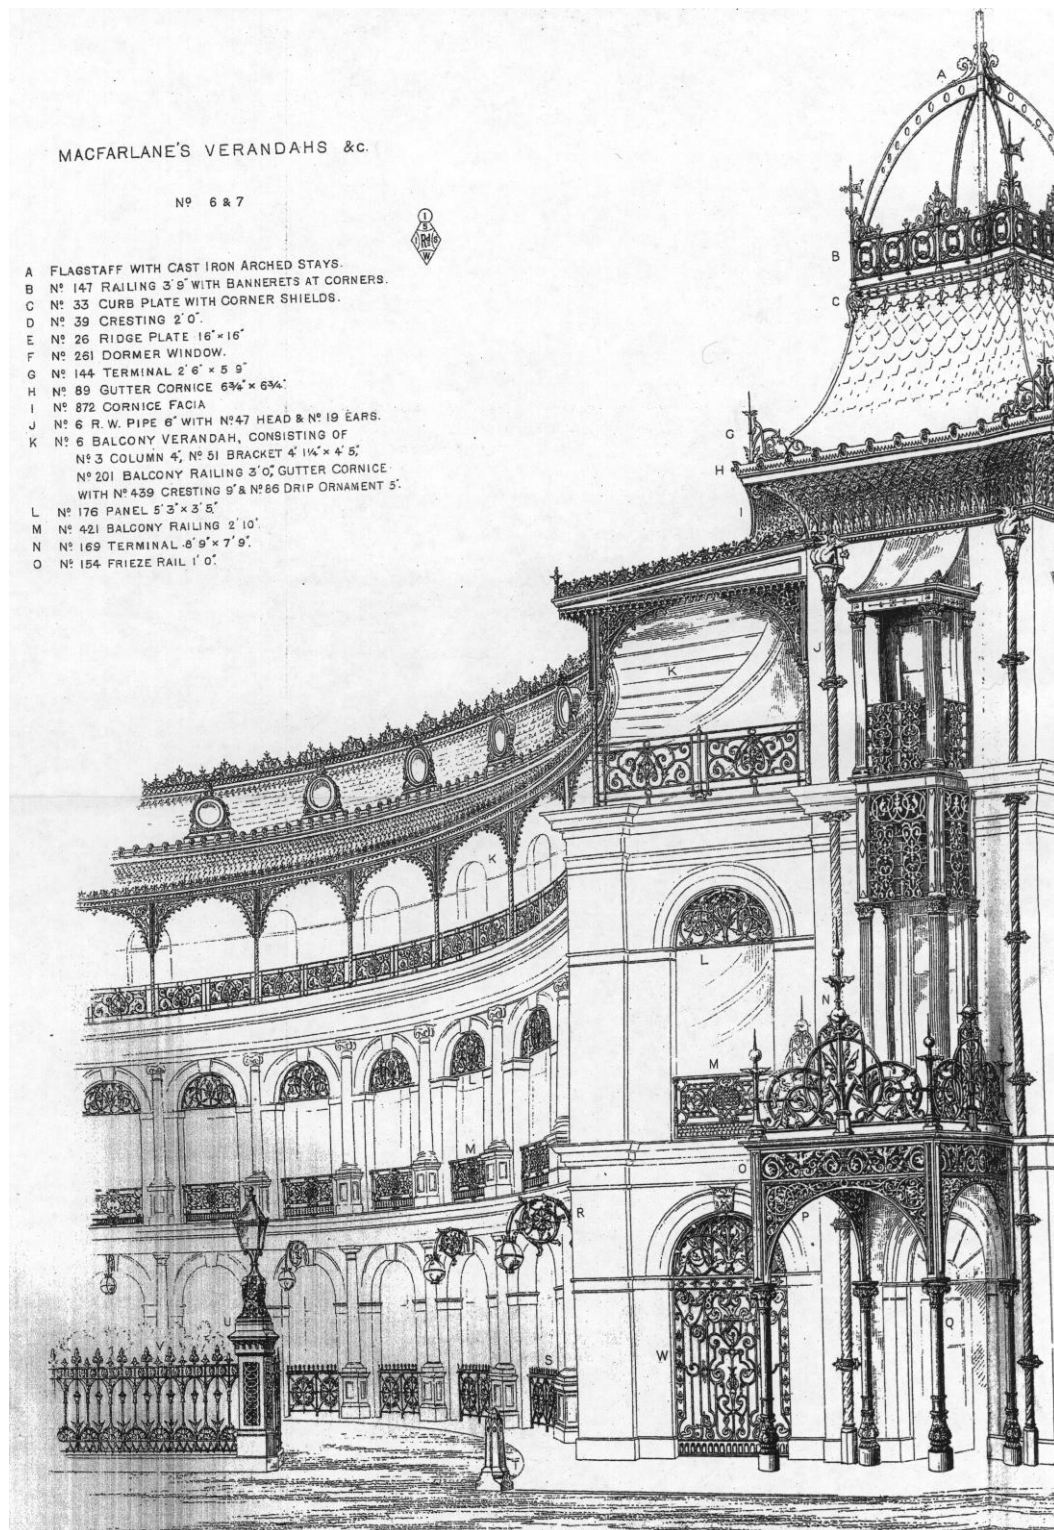 MACFARLANE'S VERANDAHS &c.
Nº 6 & 7
I
S
I Rd 8
W
A FLAGSTAFF WITH CAST IRON ARCHED STAYS.
B Nº 147 RAILING 3' 9" WITH BANNERETS AT CORNERS.
C Nº 33 CURB PLATE WITH CORNER SHIELDS.
D Nº 39 CRESTING 2' 0".
E Nº 26 RIDGE PLATE 16" × 16"
F Nº 261 DORMER WINDOW.
G Nº 144 TERMINAL 2' 6" × 5' 9"
H Nº 89 GUTTER CORNICE 6¾" × 6¾".
I Nº 872 CORNICE FACIA
J Nº 6 R.W. PIPE 6" WITH Nº 47 HEAD & Nº 19 EARS.
K Nº 6 BALCONY VERANDAH, CONSISTING OF
Nº 3 COLUMN 4", Nº 51 BRACKET 4' 1¼" × 4' 5",
Nº 201 BALCONY RAILING 3' 0", GUTTER CORNICE
WITH Nº 439 CRESTING 9" & Nº 86 DRIP ORNAMENT 5".
L Nº 176 PANEL 5' 3" × 3' 5".
M Nº 421 BALCONY RAILING 2' 10".
N Nº 169 TERMINAL 8' 9" × 7' 9".
O Nº 154 FRIEZE RAIL 1' 0".
A
B
C
G
H
I
J
K
K
L
N
M
M
O
R
P
U
Q
V
W
S
T